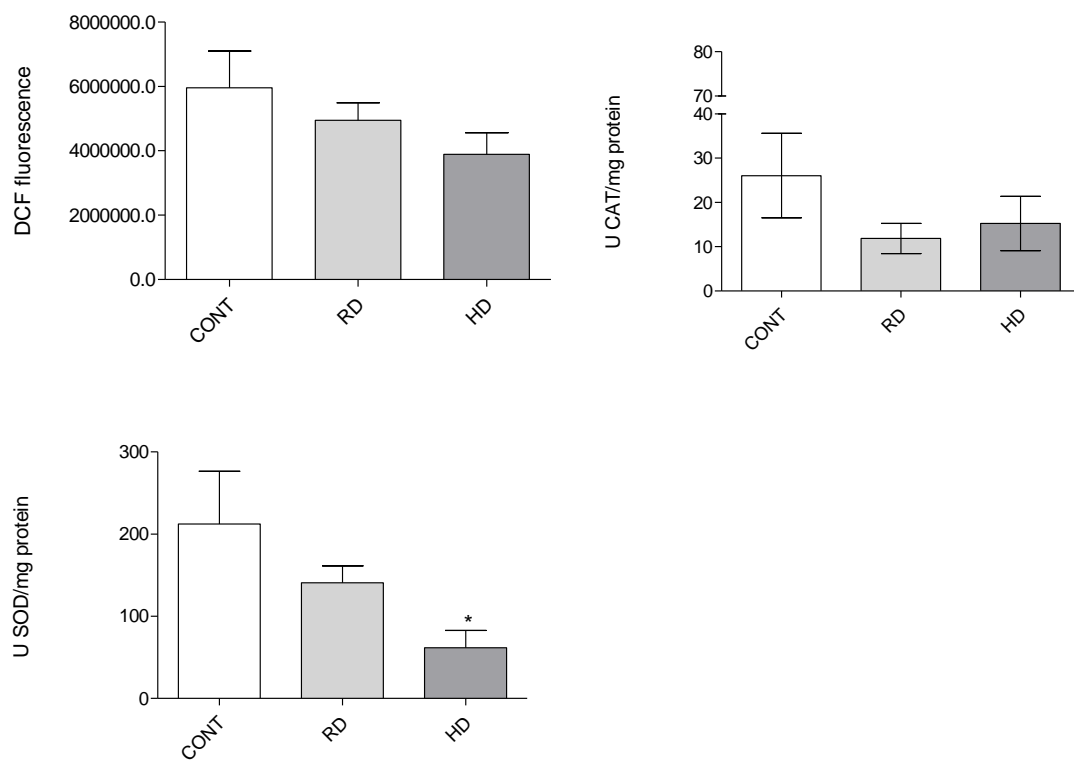 DCF fluorescence
8000000.0
6000000.0
4000000.0
2000000.0
0.0
CONT
RD
HD
U CAT/mg protein
80
70
40
30
20
10
0
CONT
RD
HD
U SOD/mg protein
300
200
100
0
*
CONT
RD
HD